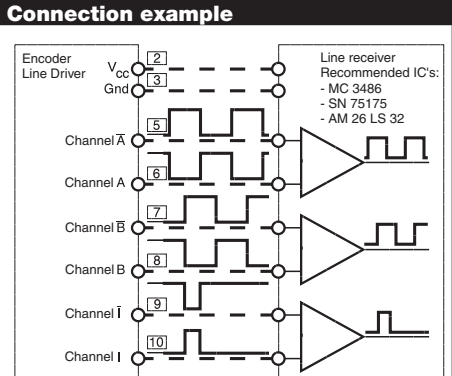 Connection example
Encoder
Line Driver
Vcc
2
Gnd
3
Line receiver
Recommended IC's:
- MC 3486
- SN 75175
- AM 26 LS 32
5
Channel A̅
6
Channel A
7
Channel B̅
8
Channel B
9
Channel I̅
10
Channel I